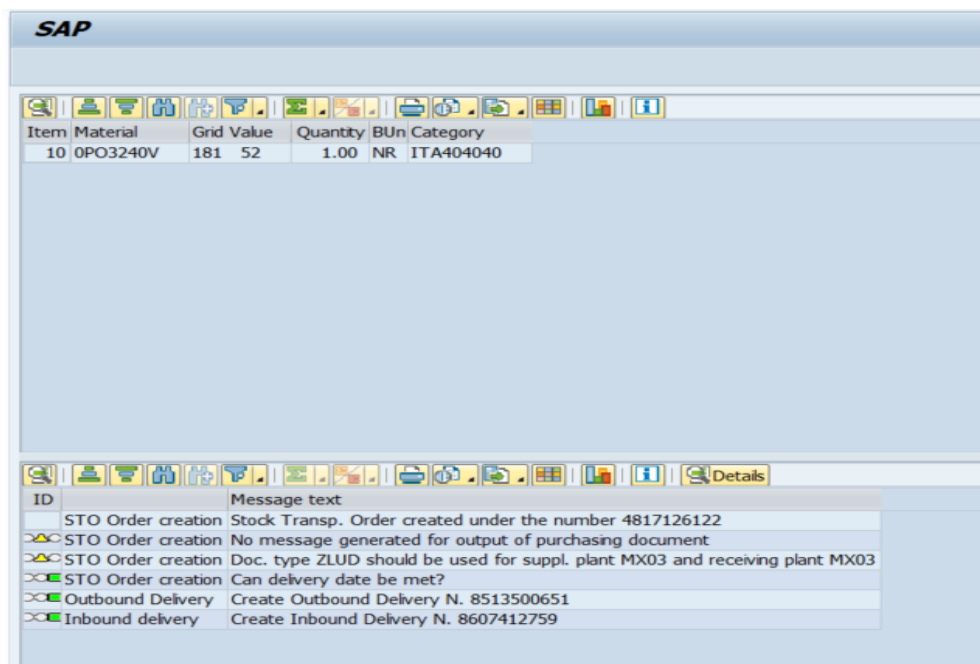 SAP
Item Material Grid Value Quantity BUn Category
10 0PO3240V 181 52 1.00 NR ITA404040
Details
ID Message text
STO Order creation Stock Transp. Order created under the number 4817126122
STO Order creation No message generated for output of purchasing document
STO Order creation Doc. type ZLUD should be used for suppl. plant MX03 and receiving plant MX03
STO Order creation Can delivery date be met?
Outbound Delivery Create Outbound Delivery N. 8513500651
Inbound delivery Create Inbound Delivery N. 8607412759